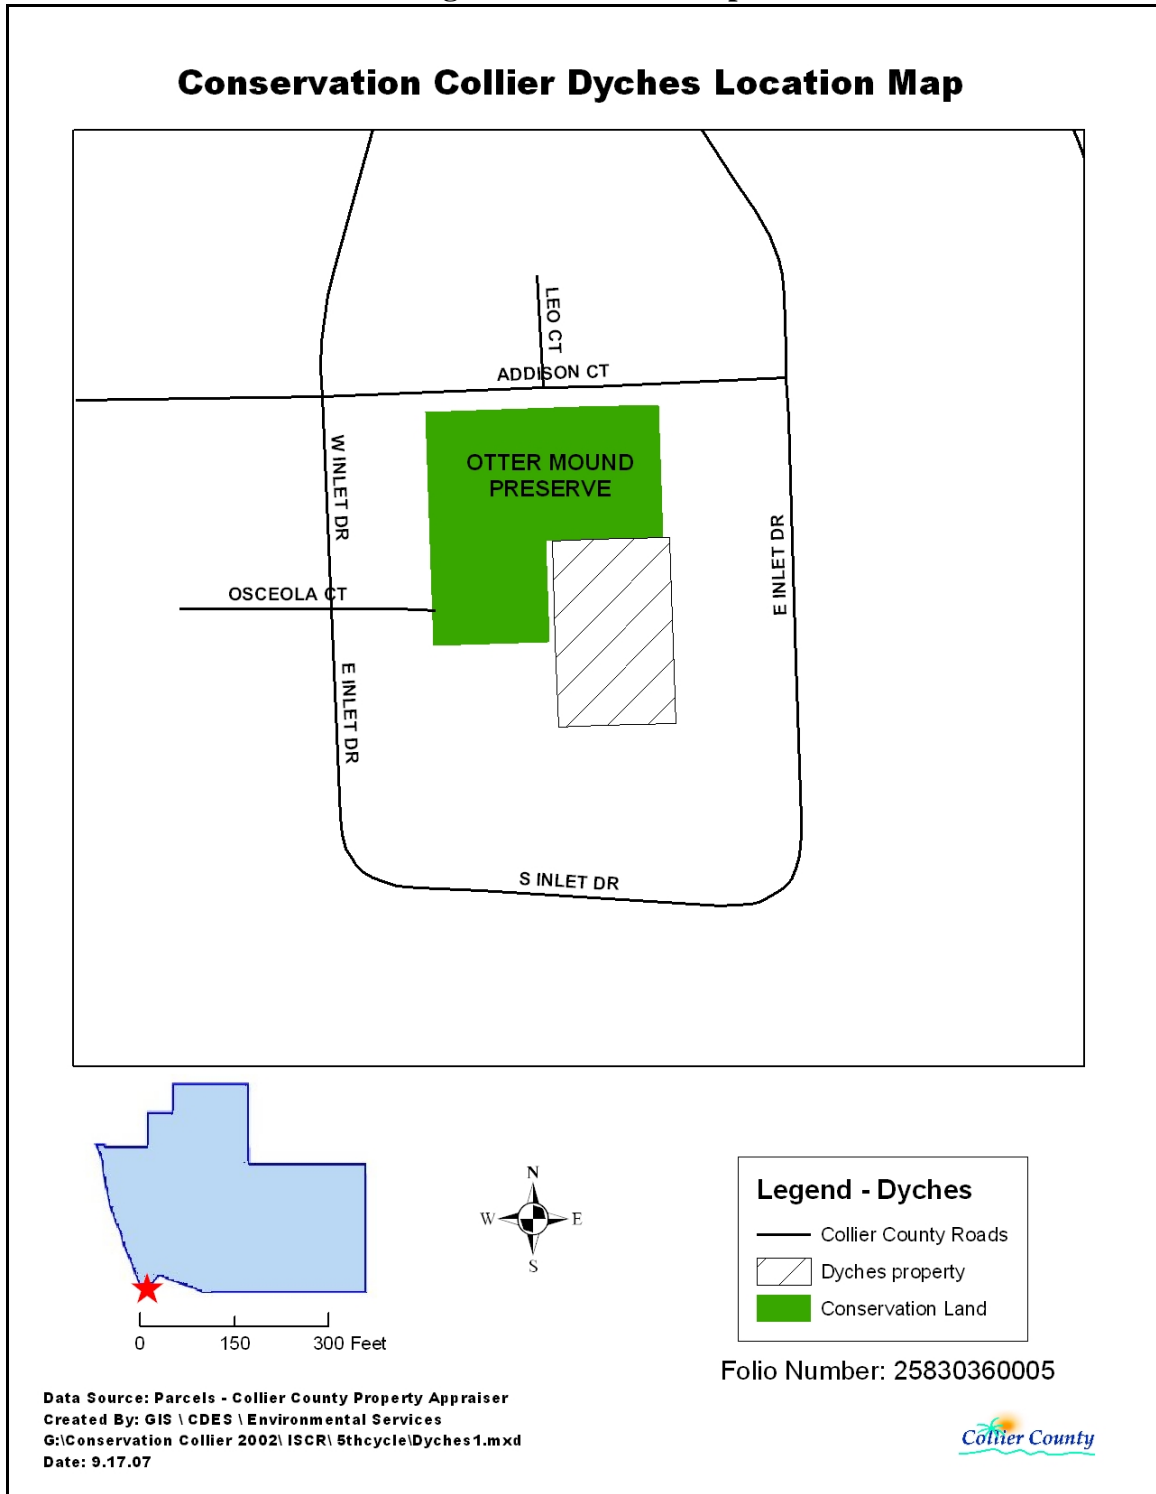 Conservation Collier Dyches Location Map
LEO CT
ADDISON CT
OTTER MOUND
PRESERVE
W INLET DR
E INLET DR
OSCEOLA CT
E INLET DR
S INLET DR
N
W
E
S
0
150
300 Feet
Legend - Dyches
Collier County Roads
Dyches property
Conservation Land
Folio Number: 25830360005
Data Source: Parcels - Collier County Property Appraiser
Created By: GIS \ CDES \ Environmental Services
G:\Conservation Collier 2002\ ISCR\ 5thcycle\Dyches1.mxd
Date: 9.17.07
Collier County